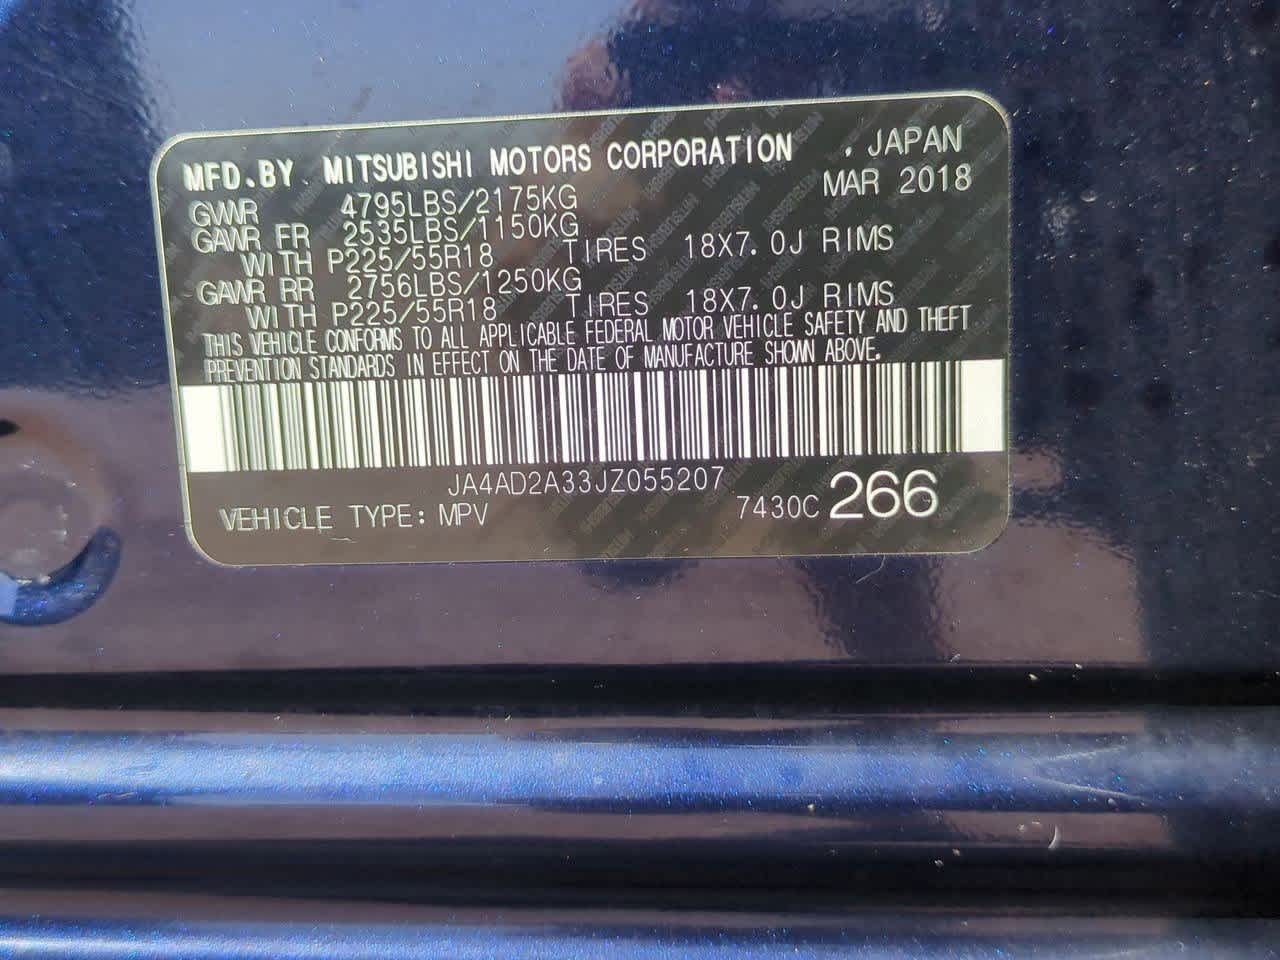 MFD.BY MITSUBISHI MOTORS CORPORATION , JAPAN
MAR 2018
GVWR 4795LBS/2175KG
GAWR FR 2535LBS/1150KG
WITH P225/55R18 TIRES 18X7.0J RIMS
GAWR RR 2756LBS/1250KG
WITH P225/55R18 TIRES 18X7.0J RIMS
THIS VEHICLE CONFORMS TO ALL APPLICABLE FEDERAL MOTOR VEHICLE SAFETY AND THEFT
PREVENTION STANDARDS IN EFFECT ON THE DATE OF MANUFACTURE SHOWN ABOVE.
JA4AD2A33JZ055207
VEHICLE TYPE: MPV 7430C 266